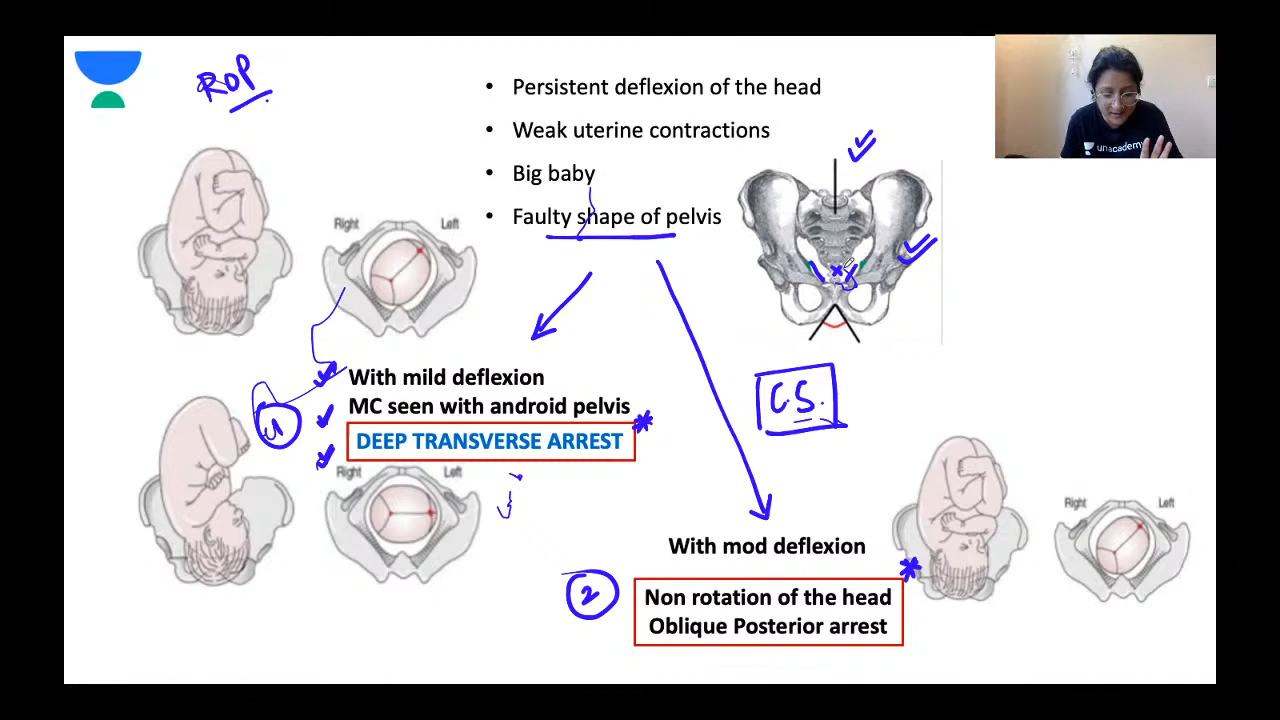 ROP
• Persistent deflexion of the head
• Weak uterine contractions
• Big baby
• Faulty shape of pelvis
unacademy
Right Left
With mild deflexion
MC seen with android pelvis
DEEP TRANSVERSE ARREST
C.S.
Right Left
With mod deflexion
Right Left
2
Non rotation of the head
Oblique Posterior arrest